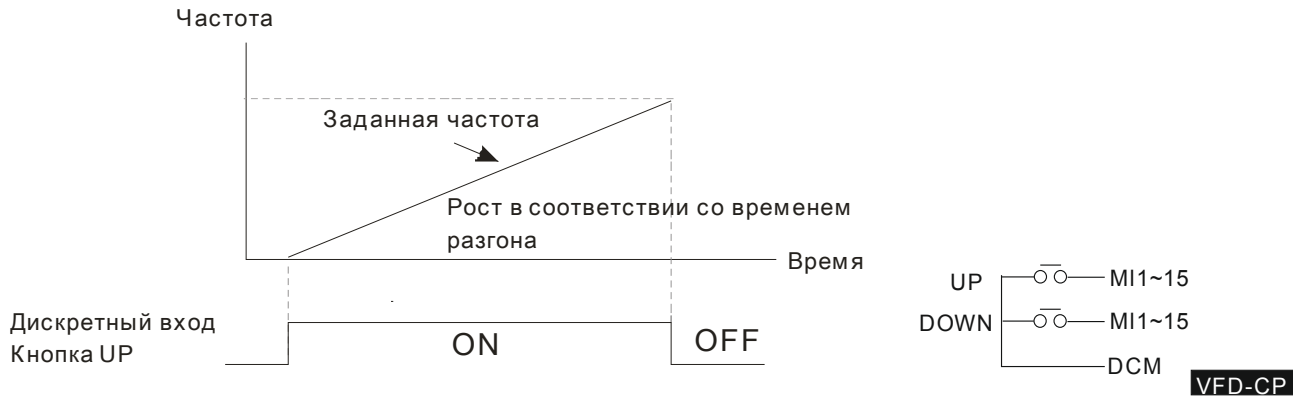 Частота
Заданная частота
Рост в соответствии со временем
разгона
Время
Дискретный вход
Кнопка UP
ON
OFF
UP
MI1~15
DOWN
MI1~15
DCM
VFD-CP